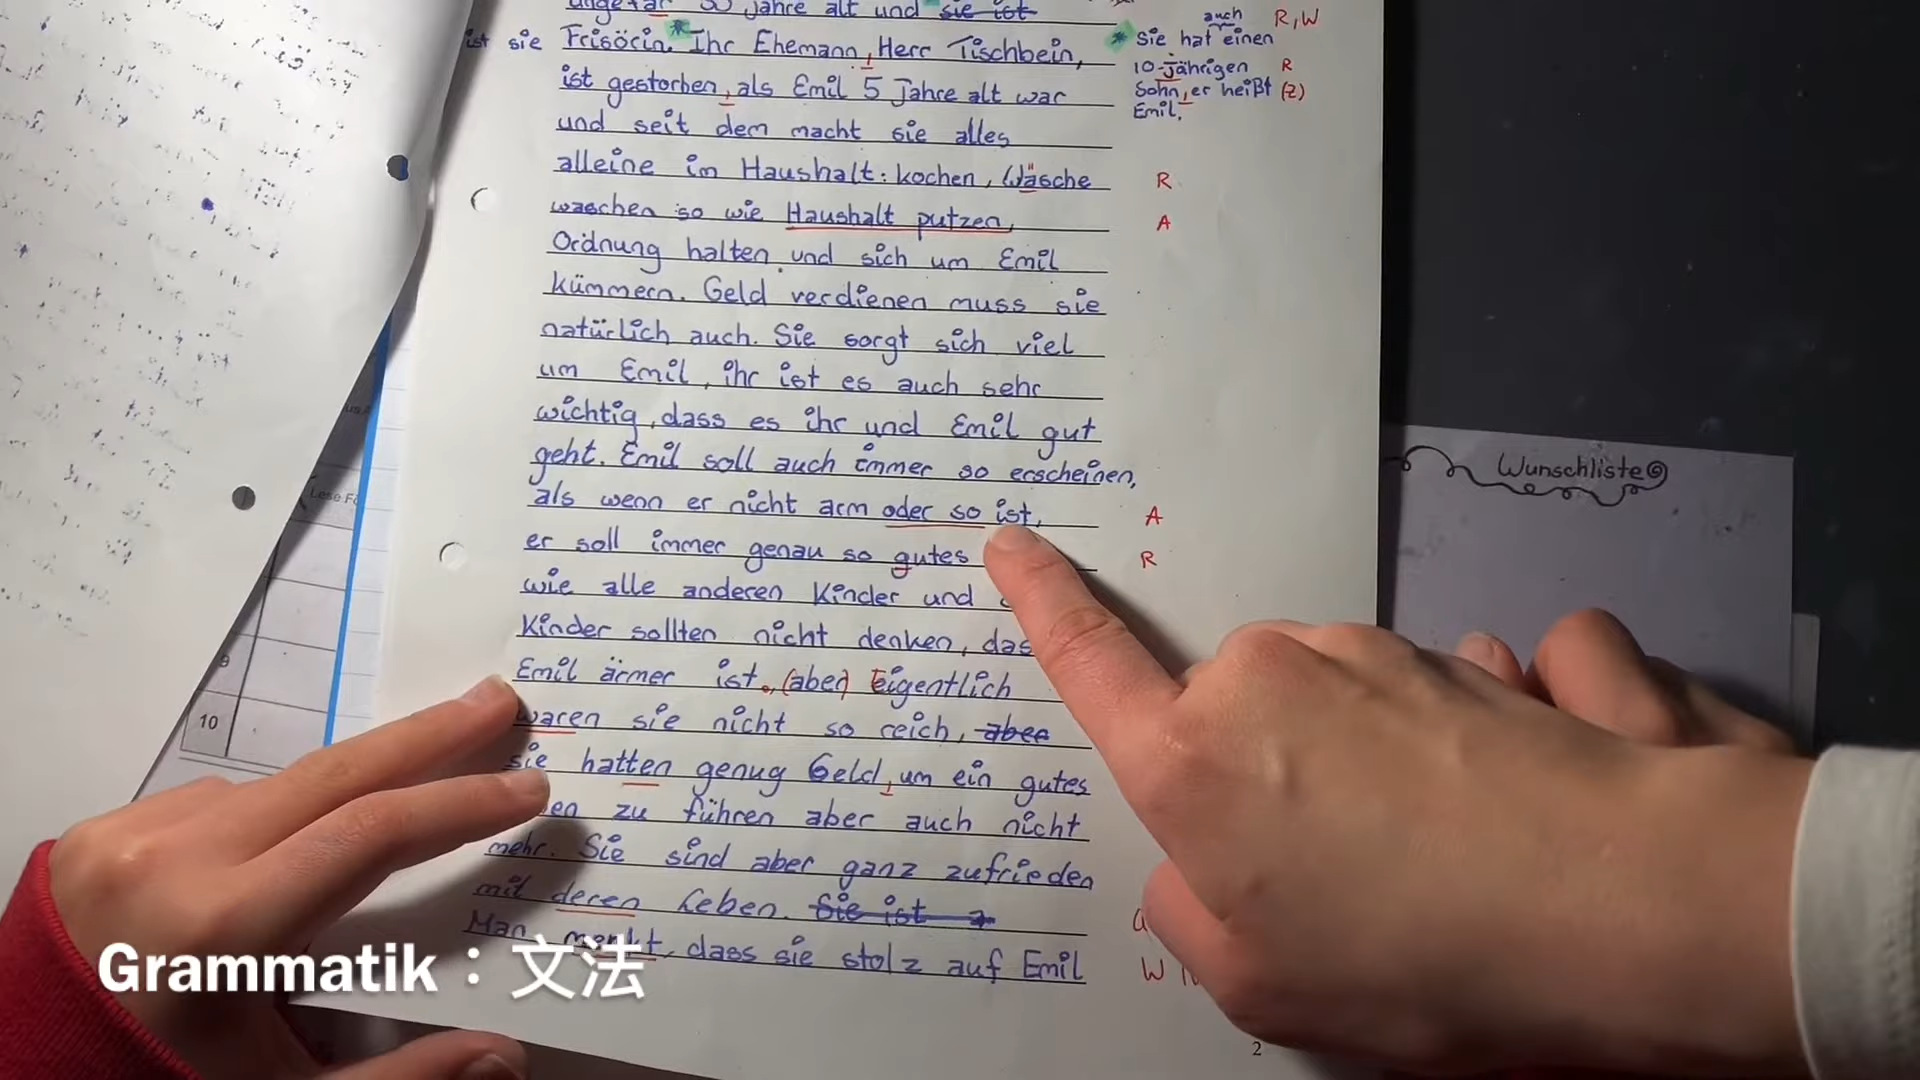 ungefär 30 Jahre alt und sie ist
ist sie Frisörin.* Ihr Ehemann, Herr Tischbein,
ist gestorben, als Emil 5 Jahre alt war
und seit dem macht sie alles
alleine im Haushalt: kochen, Wäsche
waschen so wie Haushalt putzen,
Ordnung halten und sich um Emil
kümmern. Geld verdienen muss sie
natürlich auch. Sie sorgt sich viel
um Emil, ihr ist es auch sehr
wichtig, dass es ihr und Emil gut
geht. Emil soll auch immer so erscheinen,
als wenn er nicht arm oder so ist,
er soll immer genau so gutes
wie alle anderen Kinder und
Kinder sollten nicht denken, das
Emil ärmer ist. (aber) Eigentlich
waren sie nicht so reich, aber
sie hatten genug Geld, um ein gutes
zu führen aber auch nicht
mehr. Sie sind aber ganz zufrieden
mit deren Leben. Sie ist
Man merkt, dass sie stolz auf Emil
auch R, W
* Sie hat einen
10-jährigen R
Sohn, er heißt (Z)
Emil.
R
A
A
R
W
2
Wunschliste
Lese
9
10
Grammatik：文法